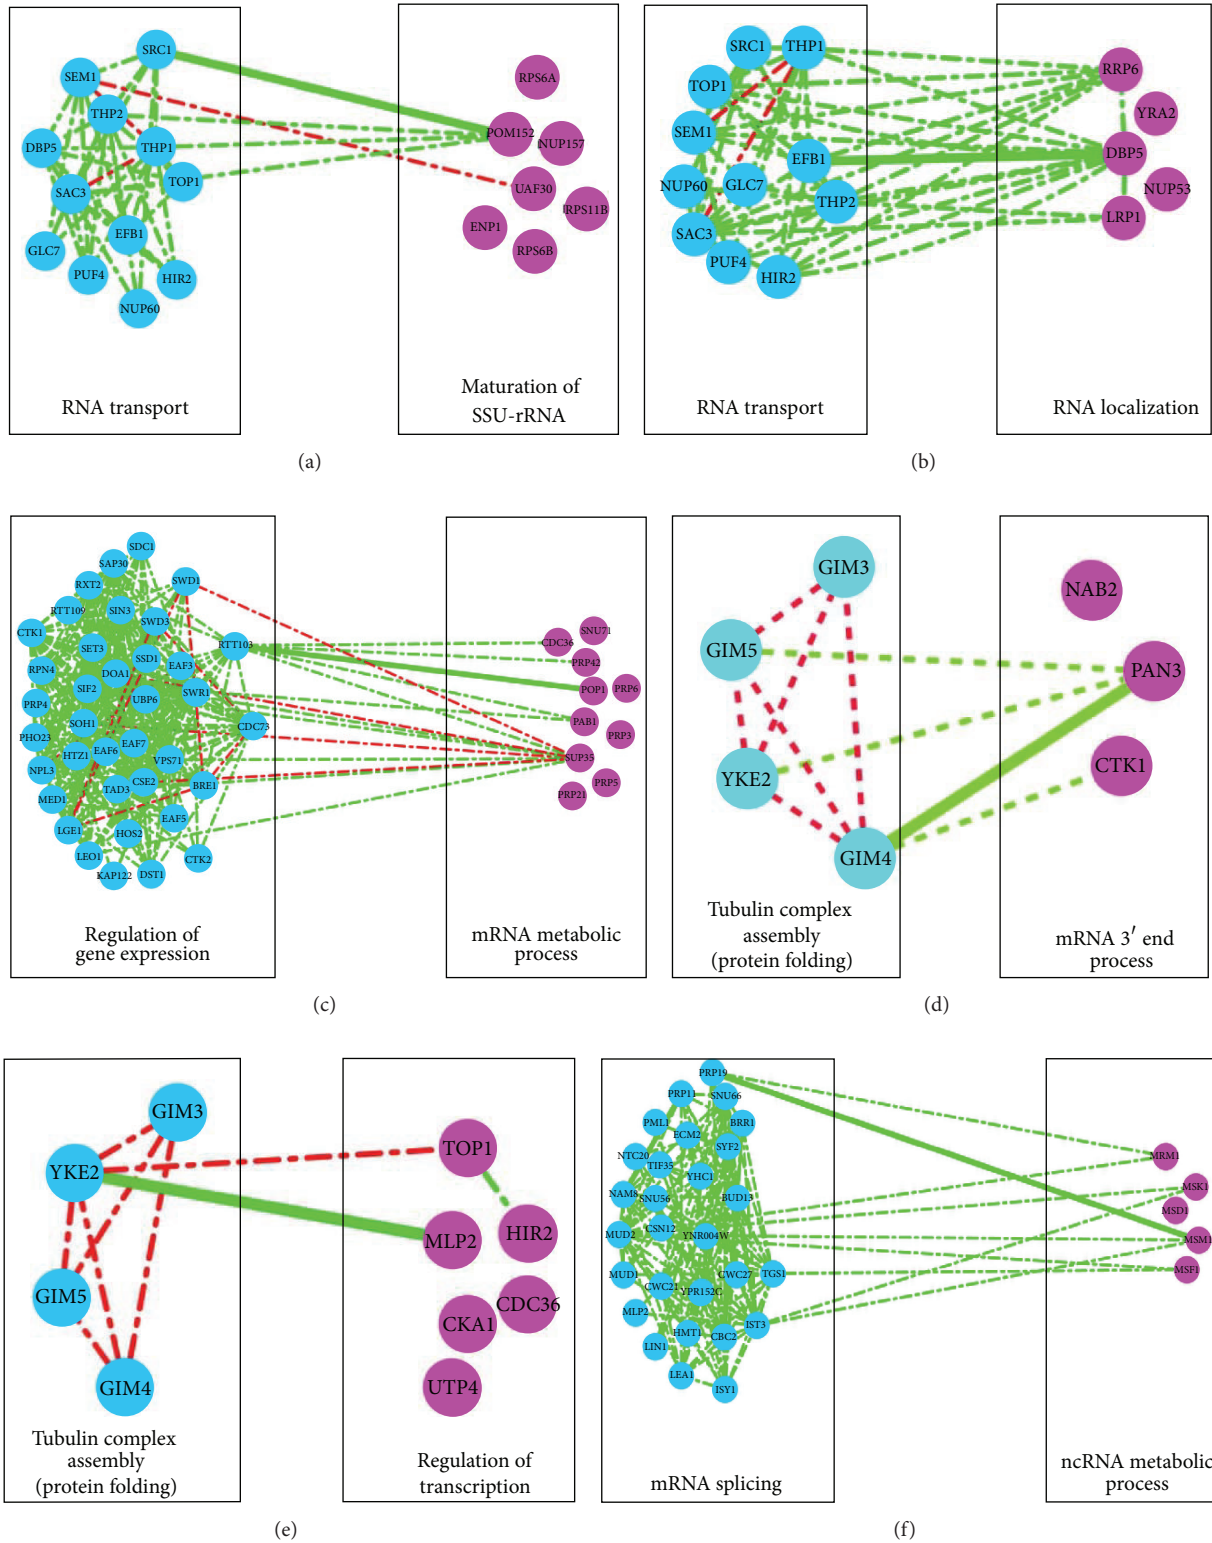 SRC1
SEM1
THP2
DBP5
THP1
TOP1
SAC3
EFB1
GLC7
PUF4
HIR2
NUP60
RNA transport
RPS6A
POM152
NUP157
UAF30
RPS11B
ENP1
RPS6B
Maturation of
SSU-rRNA
(a)
SRC1
THP1
TOP1
SEM1
EFB1
NUP60
GLC7
THP2
SAC3
PUF4
HIR2
RNA transport
RRP6
YRA2
DBP5
NUP53
LRP1
RNA localization
(b)
SDC1
SAP30
RXT2
SWD1
RTT109
SIN3
SWD3
CTK1
RTT103
SET3
SSD1
EAF3
RPN4
DOA1
SIF2
UBP6
SWR1
PRP4
SOH1
CDC73
PHO23
EAF7
HTZ1
EAF6
VPS71
NPL3
CSE2
TAD3
BRE1
MED1
EAF5
LGE1
HOS2
LEO1
CTK2
KAP122
DST1
Regulation of
gene expression
SNU71
CDC36
PRP42
POP1
PRP6
PAB1
PRP3
SUP35
PRP5
PRP21
mRNA metabolic
process
(c)
GIM3
GIM5
YKE2
GIM4
Tubulin complex
assembly
(protein folding)
NAB2
PAN3
CTK1
mRNA 3′ end
process
(d)
GIM3
YKE2
GIM5
GIM4
Tubulin complex
assembly
(protein folding)
TOP1
HIR2
MLP2
CDC36
CKA1
UTP4
Regulation of
transcription
(e)
PRP19
PRP11
SNU66
PML1
BRR1
ECM2
SYF2
NTC20
TIF35
YHC1
NAM8
SNU56
BUD13
CSN12
MUD2
YNR004W
MUD1
CWC27
TGS1
CWC21
YPR152C
MLP2
IST3
HMT1
CBC2
LIN1
LEA1
ISY1
mRNA splicing
MRM1
MSK1
MSD1
MSM1
MSF1
ncRNA metabolic
process
(f)